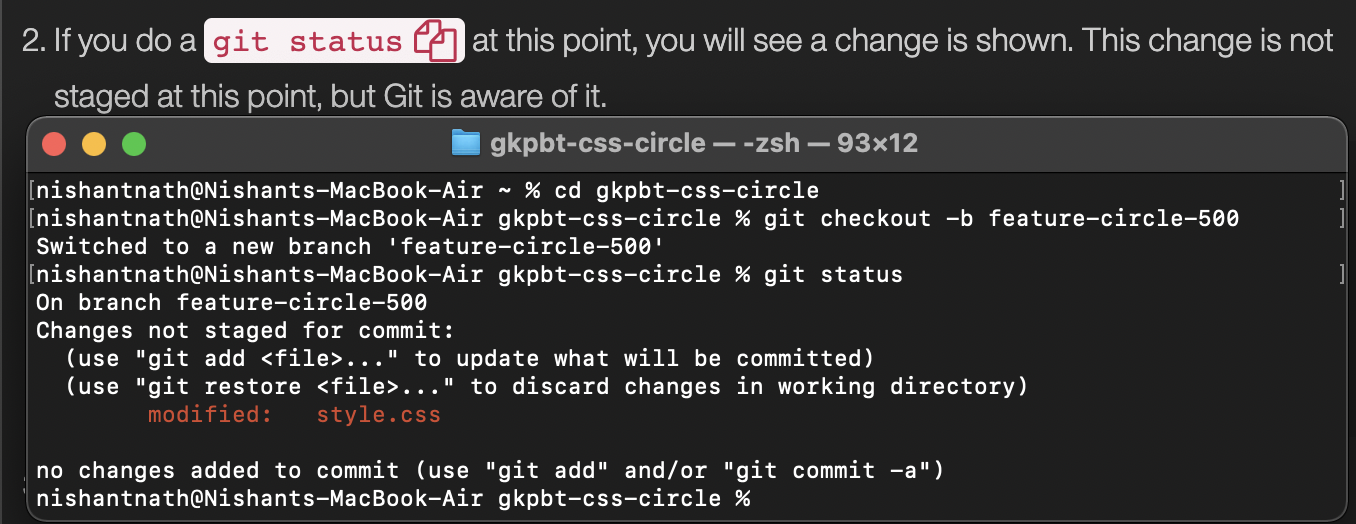 2. If you do a git status at this point, you will see a change is shown. This change is not
staged at this point, but Git is aware of it.
gkpbt-css-circle — -zsh — 93×12
[nishantnath@Nishants-MacBook-Air ~ % cd gkpbt-css-circle ]
[nishantnath@Nishants-MacBook-Air gkpbt-css-circle % git checkout -b feature-circle-500 ]
Switched to a new branch 'feature-circle-500'
[nishantnath@Nishants-MacBook-Air gkpbt-css-circle % git status ]
On branch feature-circle-500
Changes not staged for commit:
  (use "git add <file>..." to update what will be committed)
  (use "git restore <file>..." to discard changes in working directory)
        modified:   style.css
no changes added to commit (use "git add" and/or "git commit -a")
nishantnath@Nishants-MacBook-Air gkpbt-css-circle %